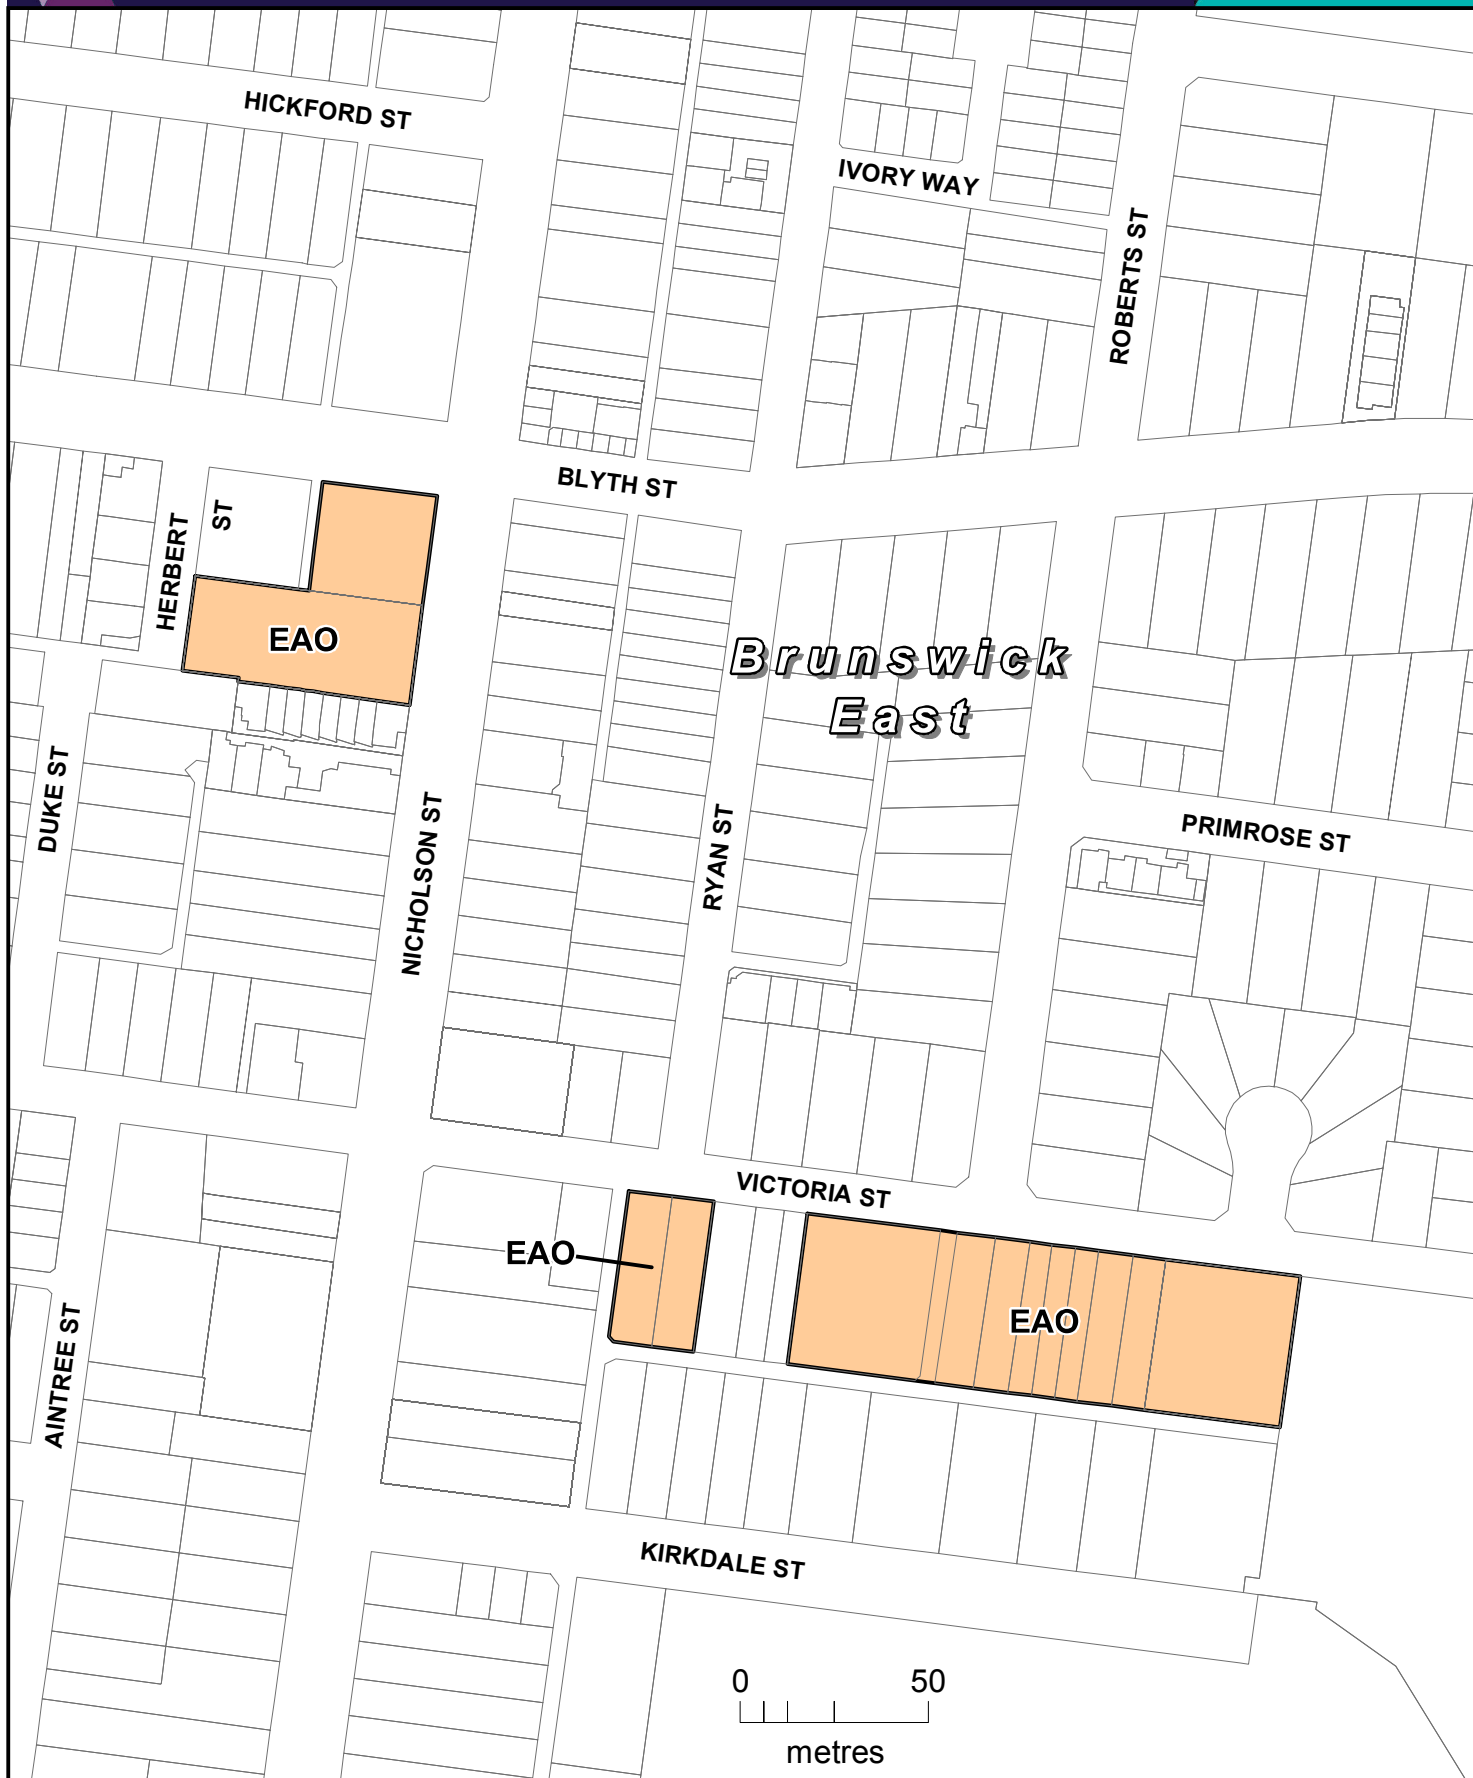 HICKFORD ST
IVORY WAY
ROBERTS ST
BLYTH ST
HERBERT
ST
EAO
Brunswick
East
DUKE ST
NICHOLSON ST
RYAN ST
PRIMROSE ST
VICTORIA ST
EAO
EAO
AINTREE ST
KIRKDALE ST
0 50
metres